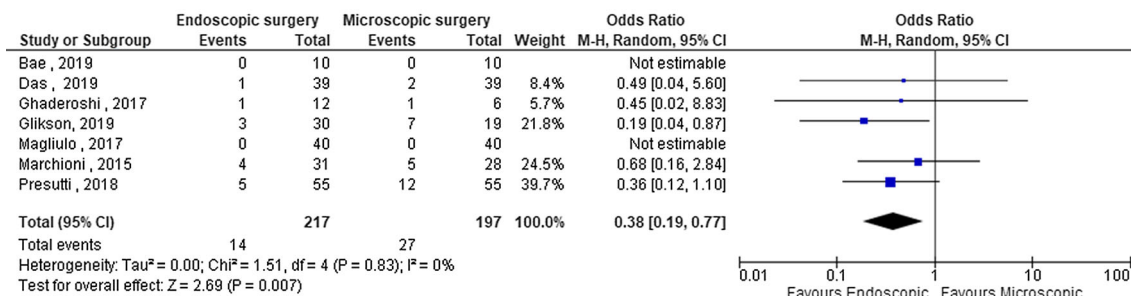 Endoscopic surgery Microscopic surgery Odds Ratio Odds Ratio
Study or Subgroup Events Total Events Total Weight M-H, Random, 95% CI M-H, Random, 95% CI
Bae, 2019 0 10 0 10 Not estimable
Das , 2019 1 39 2 39 8.4% 0.49 [0.04, 5.60]
Ghaderoshi , 2017 1 12 1 6 5.7% 0.45 [0.02, 8.83]
Glikson , 2019 3 30 7 19 21.8% 0.19 [0.04, 0.87]
Magliulo , 2017 0 40 0 40 Not estimable
Marchioni , 2015 4 31 5 28 24.5% 0.68 [0.16, 2.84]
Presutti , 2018 5 55 12 55 39.7% 0.36 [0.12, 1.10]
Total (95% CI) 217 197 100.0% 0.38 [0.19, 0.77]
Total events 14 27
Heterogeneity: Tau² = 0.00; Chi² = 1.51, df = 4 (P = 0.83); I² = 0%
Test for overall effect: Z = 2.69 (P = 0.007)
0.01 0.1 1 10 100
Favours Endoscopic Favours Microscopic